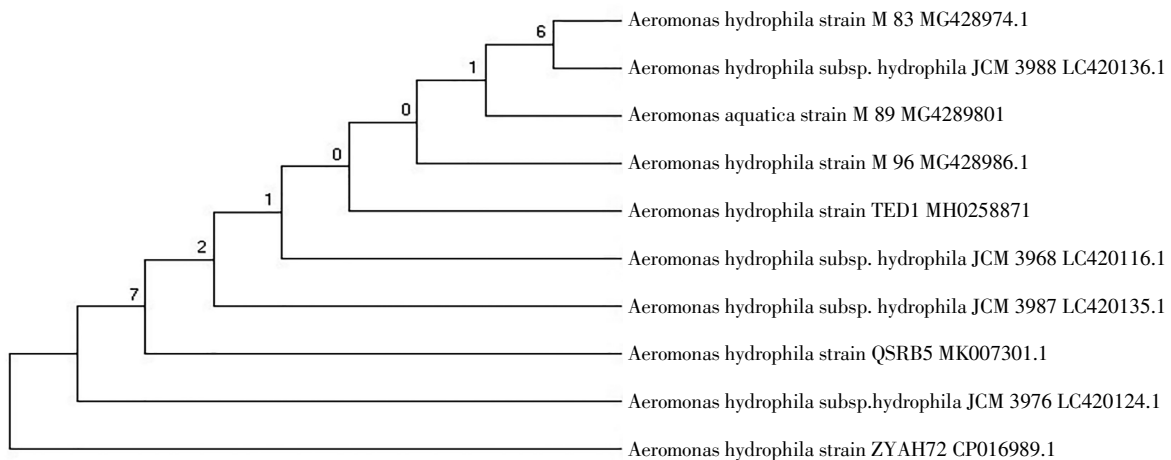 6
Aeromonas hydrophila strain M 83 MG428974.1
1
Aeromonas hydrophila subsp. hydrophila JCM 3988 LC420136.1
0
Aeromonas aquatica strain M 89 MG4289801
0
Aeromonas hydrophila strain M 96 MG428986.1
1
Aeromonas hydrophila strain TED1 MH0258871
2
Aeromonas hydrophila subsp. hydrophila JCM 3968 LC420116.1
7
Aeromonas hydrophila subsp. hydrophila JCM 3987 LC420135.1
Aeromonas hydrophila strain QSRB5 MK007301.1
Aeromonas hydrophila subsp.hydrophila JCM 3976 LC420124.1
Aeromonas hydrophila strain ZYAH72 CP016989.1